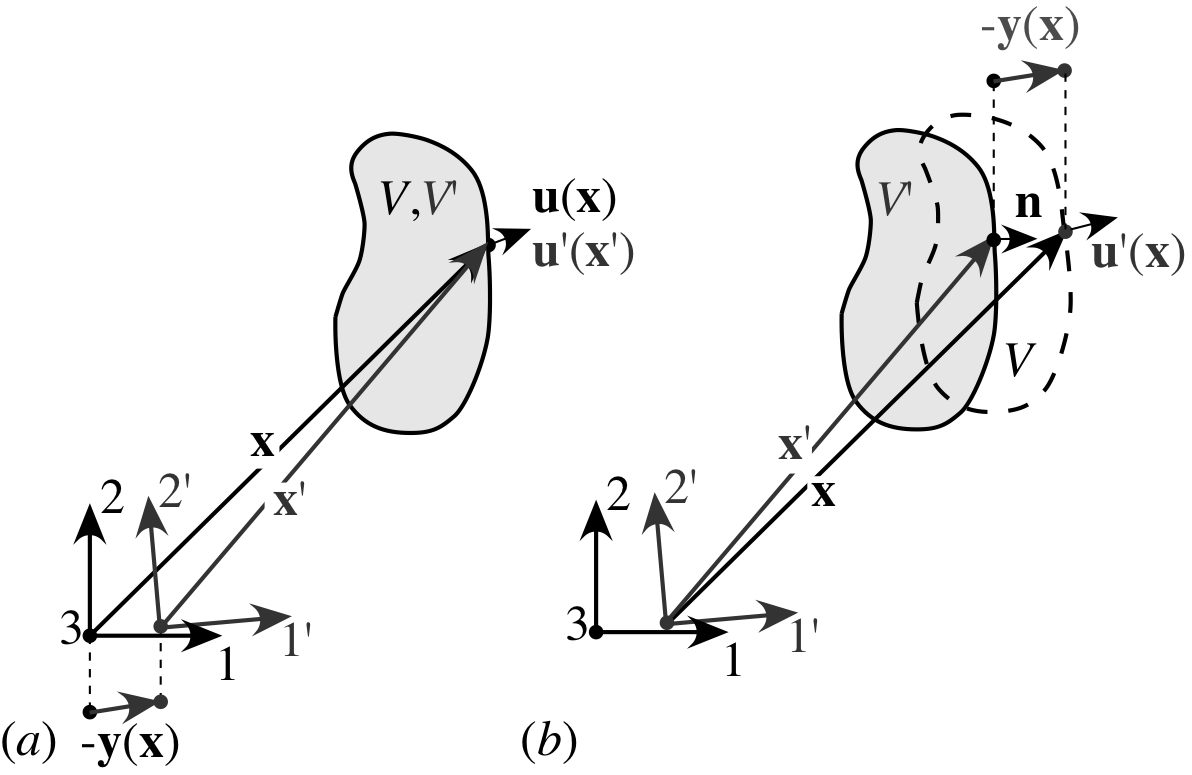 V,V'
u(x)
u'(x')
x
x'
2
2'
3
1
1'
(a)
-y(x)
-y(x)
V'
n
u'(x)
V
x'
x
2
2'
3
1
1'
(b)